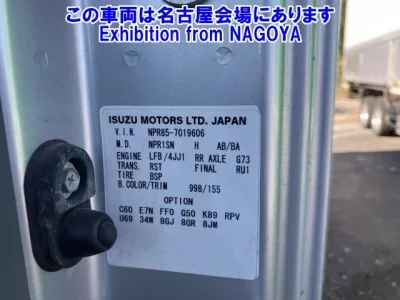 この車両は名古屋会場にあります
Exhibition from NAGOYA
ISUZU MOTORS LTD. JAPAN
V.I.N. NPR85-7019606
M.D. NPR1SN H AB/BA
ENGINE LFB/4JJ1 RR AXLE G73
TRANS. RST FINAL RU1
TIRE BSP
B.COLOR/TRIM 998/155
OPTION
C60 E7N FF0 G50 K89 RPV
U69 34W 8GJ 8GR 8JM